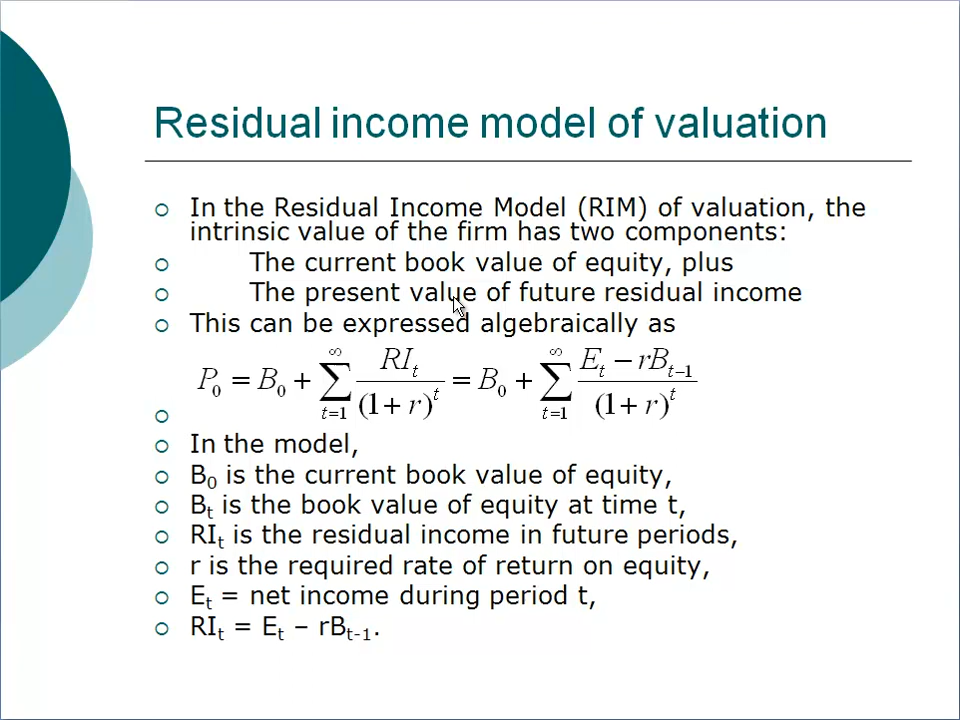 Residual income model of valuation
In the Residual Income Model (RIM) of valuation, the
intrinsic value of the firm has two components:
The current book value of equity, plus
The present value of future residual income
This can be expressed algebraically as
P₀ = B₀ + ∑_{t=1}^{∞} RI_t / (1 + r)^t = B₀ + ∑_{t=1}^{∞} (E_t − rB_{t−1}) / (1 + r)^t
In the model,
B₀ is the current book value of equity,
B_t is the book value of equity at time t,
RI_t is the residual income in future periods,
r is the required rate of return on equity,
E_t = net income during period t,
RI_t = E_t – rB_{t-1}.